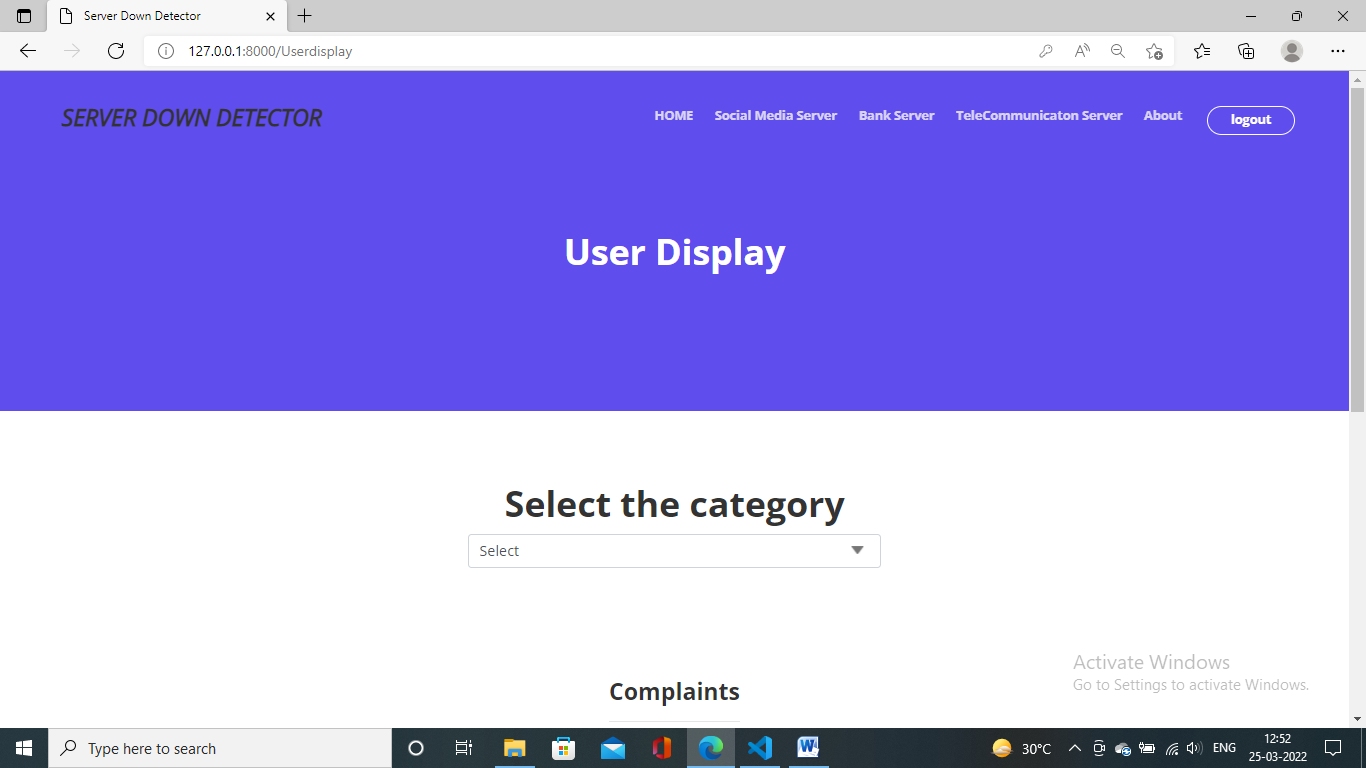 Server Down Detector
127.0.0.1:8000/Userdisplay
SERVER DOWN DETECTOR
HOME Social Media Server Bank Server TeleCommunicaton Server About logout
User Display
Select the category
Select
Complaints
Activate Windows
Go to Settings to activate Windows.
Type here to search
30°C
ENG
12:52
25-03-2022